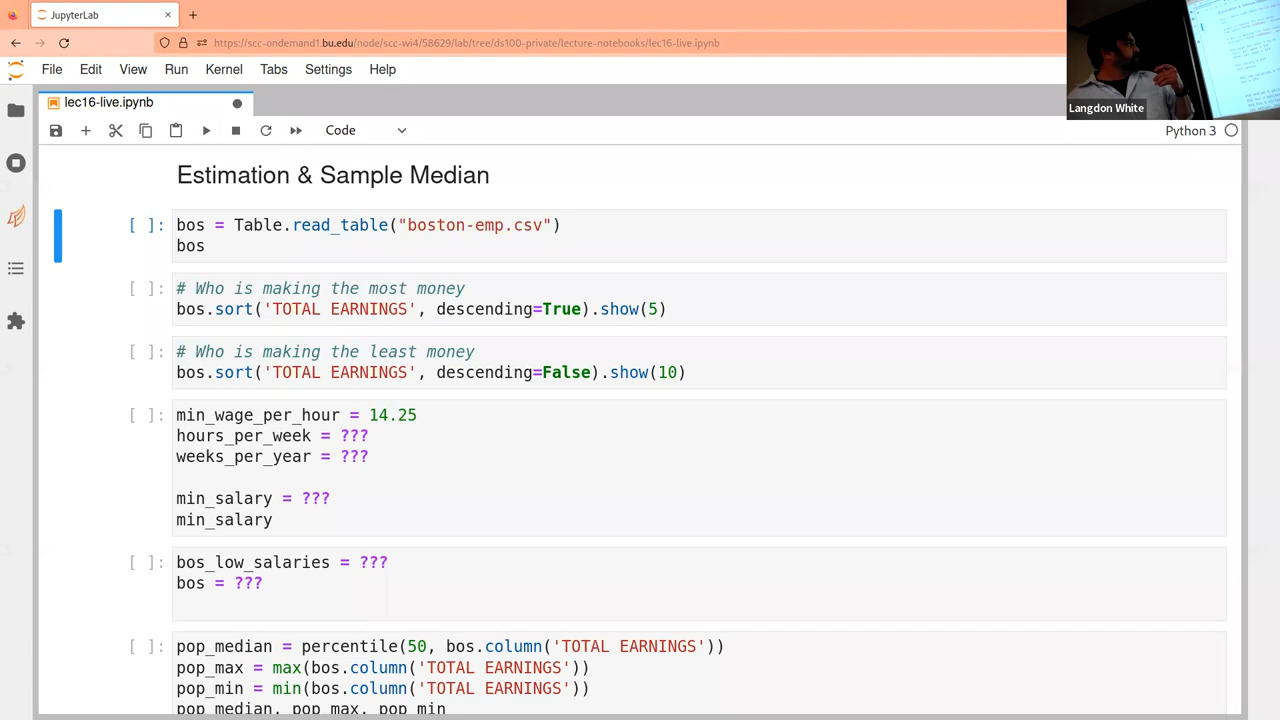 JupyterLab
https://scc-ondemand1.bu.edu/node/scc-wi4/58629/lab/tree/ds100-private/lecture-notebooks/lec16-live.ipynb
File Edit View Run Kernel Tabs Settings Help
Langdon White
lec16-live.ipynb
Code
Python 3
Estimation & Sample Median
[ ]: bos = Table.read_table("boston-emp.csv")
bos
[ ]: # Who is making the most money
bos.sort('TOTAL EARNINGS', descending=True).show(5)
[ ]: # Who is making the least money
bos.sort('TOTAL EARNINGS', descending=False).show(10)
[ ]: min_wage_per_hour = 14.25
hours_per_week = ???
weeks_per_year = ???
min_salary = ???
min_salary
[ ]: bos_low_salaries = ???
bos = ???
[ ]: pop_median = percentile(50, bos.column('TOTAL EARNINGS'))
pop_max = max(bos.column('TOTAL EARNINGS'))
pop_min = min(bos.column('TOTAL EARNINGS'))
pop_median, pop_max, pop_min